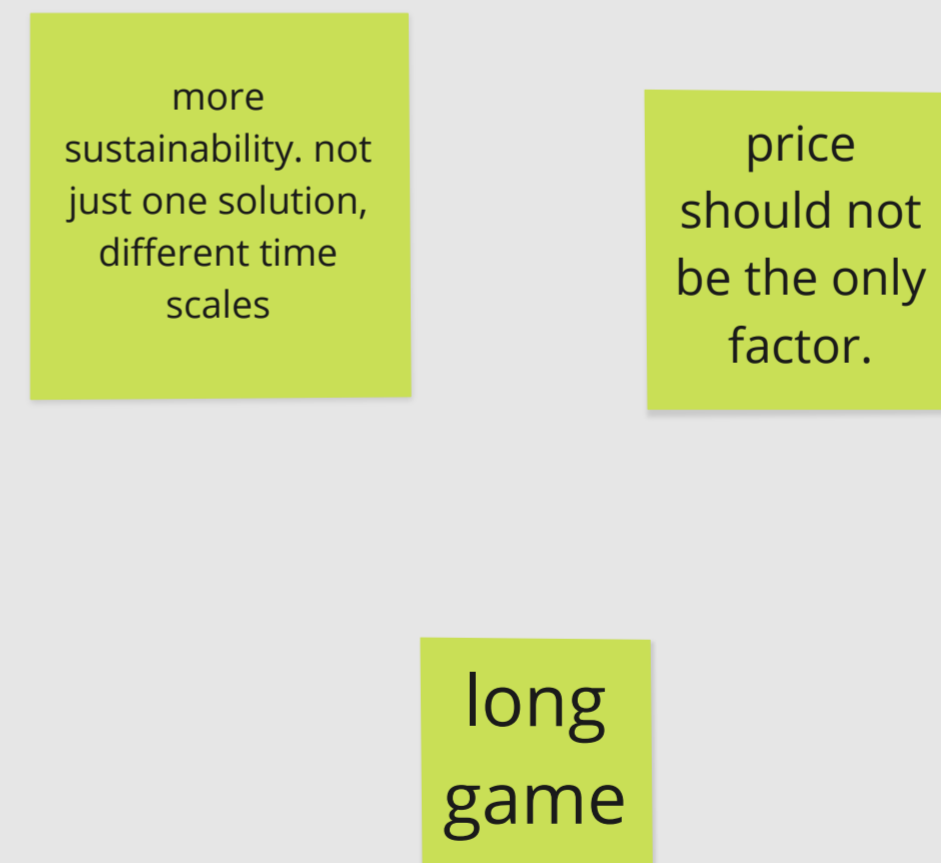 more
sustainability. not
just one solution,
different time
scales
price
should not
be the only
factor.
long
game